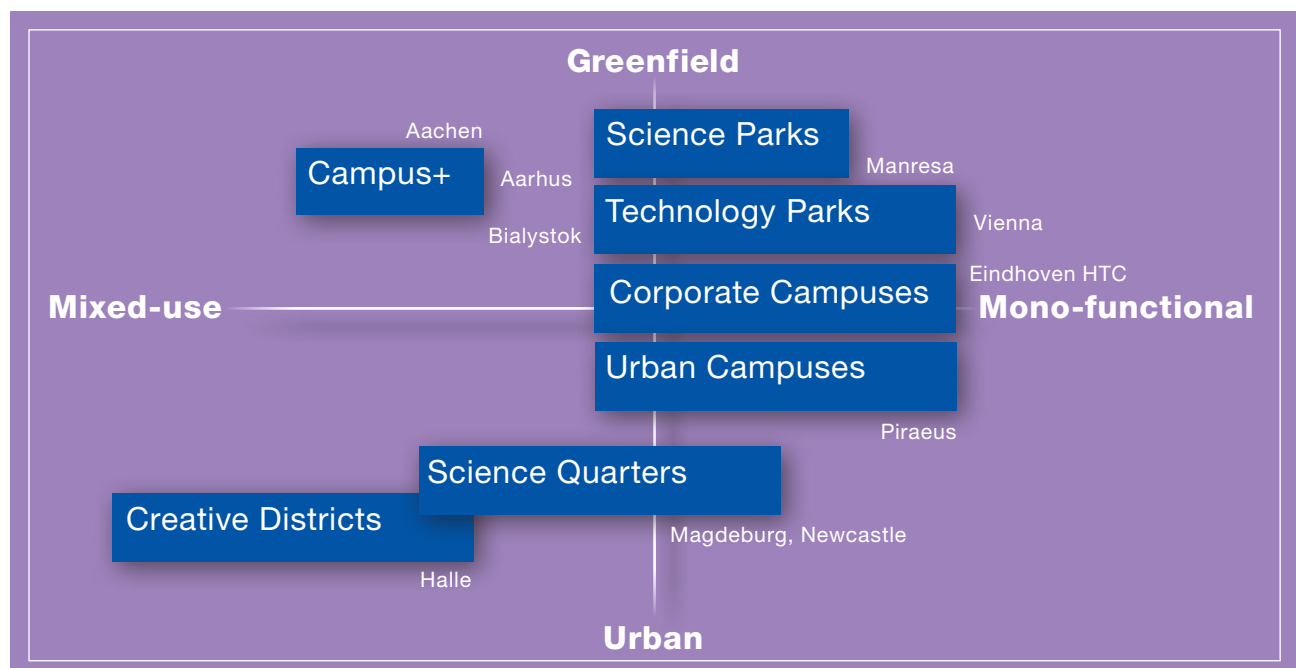 Greenfield
Aachen
Science Parks
Campus+
Manresa
Aarhus
Technology Parks
Vienna
Bialystok
Eindhoven HTC
Corporate Campuses
Mixed-use
Mono-functional
Urban Campuses
Piraeus
Science Quarters
Creative Districts
Magdeburg, Newcastle
Halle
Urban